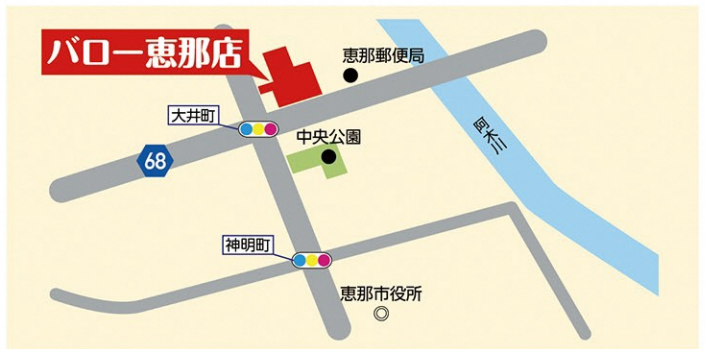 バロー恵那店
恵那郵便局
大井町
中央公園
阿木川
68
神明町
恵那市役所